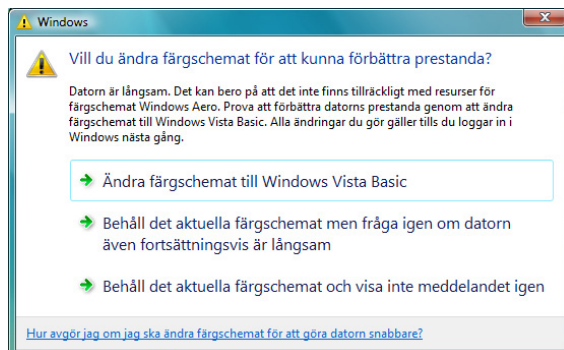 Windows
Vill du ändra färgschemat för att kunna förbättra prestanda?
Datorn är långsam. Det kan bero på att det inte finns tillräckligt med resurser för
färgschemat Windows Aero. Prova att förbättra datorns prestanda genom att ändra
färgschemat till Windows Vista Basic. Alla ändringar du gör gäller tills du loggar in i
Windows nästa gång.
Ändra färgschemat till Windows Vista Basic
Behåll det aktuella färgschemat men fråga igen om datorn
även fortsättningsvis är långsam
Behåll det aktuella färgschemat och visa inte meddelandet igen
Hur avgör jag om jag ska ändra färgschemat för att göra datorn snabbare?